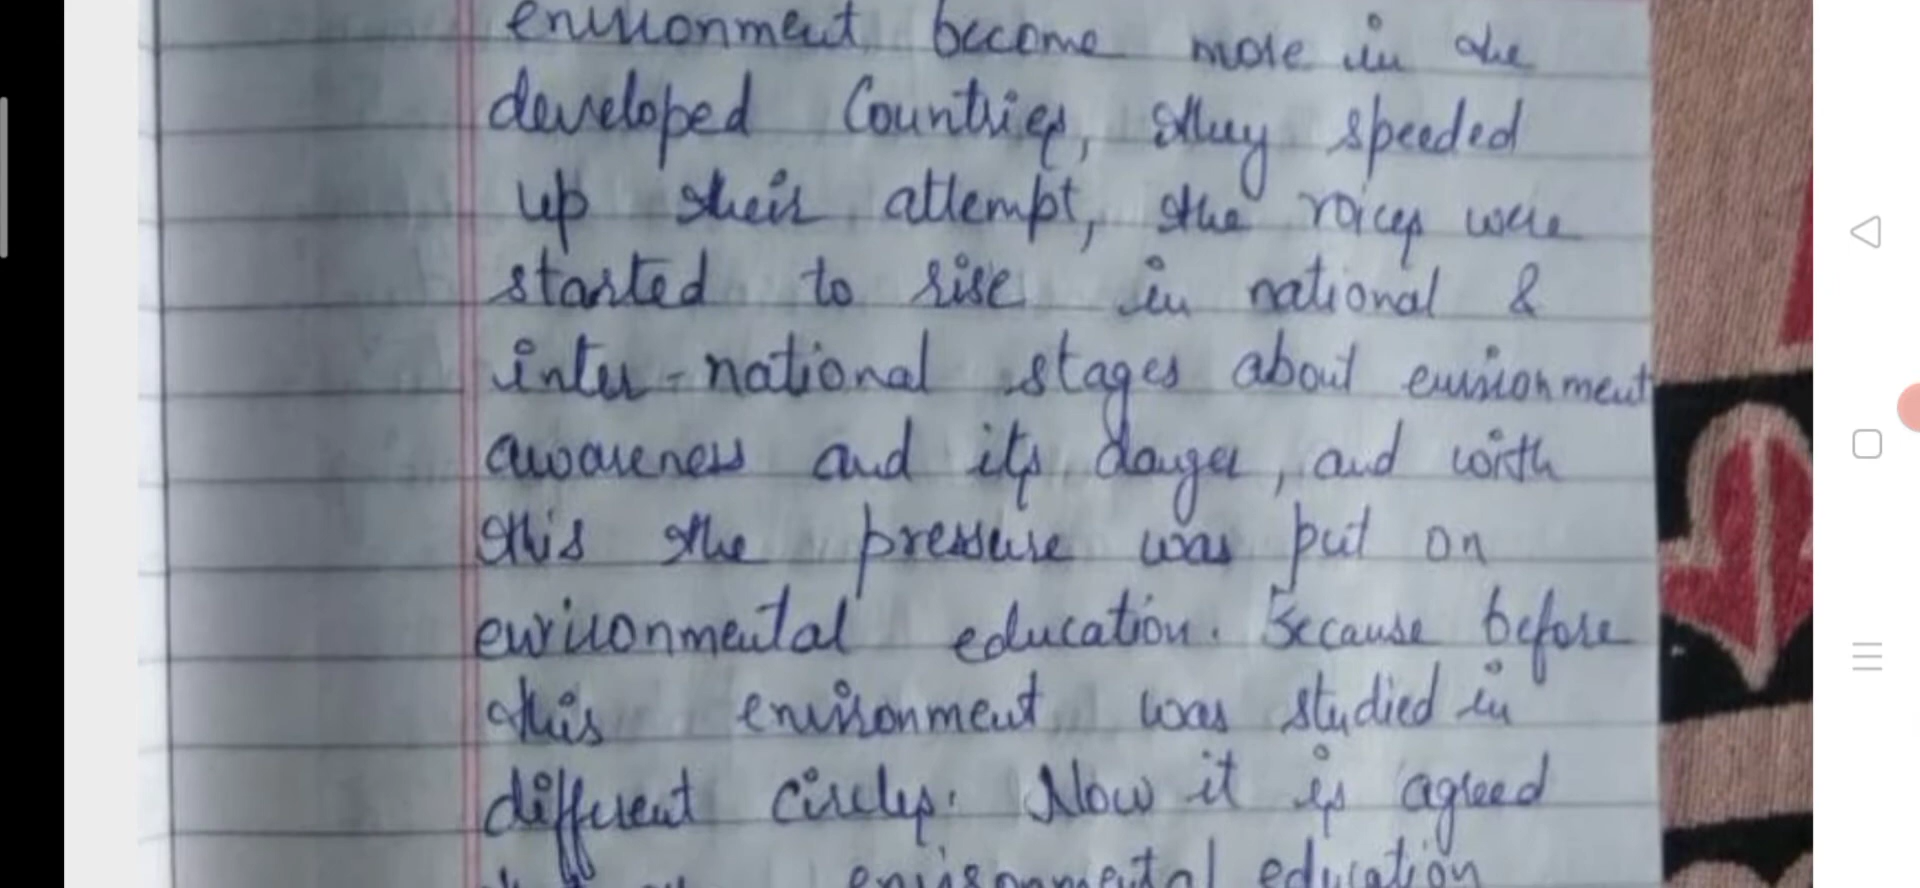 environment become more in the
developed Countries, they speeded
up their attempt, the voices were
started to rise in national &
inter-national stages about environment
awareness and its danger, and with
this the pressure was put on
environmental education. Because before
this environment was studied in
different circles. Now it is agreed
environmental education